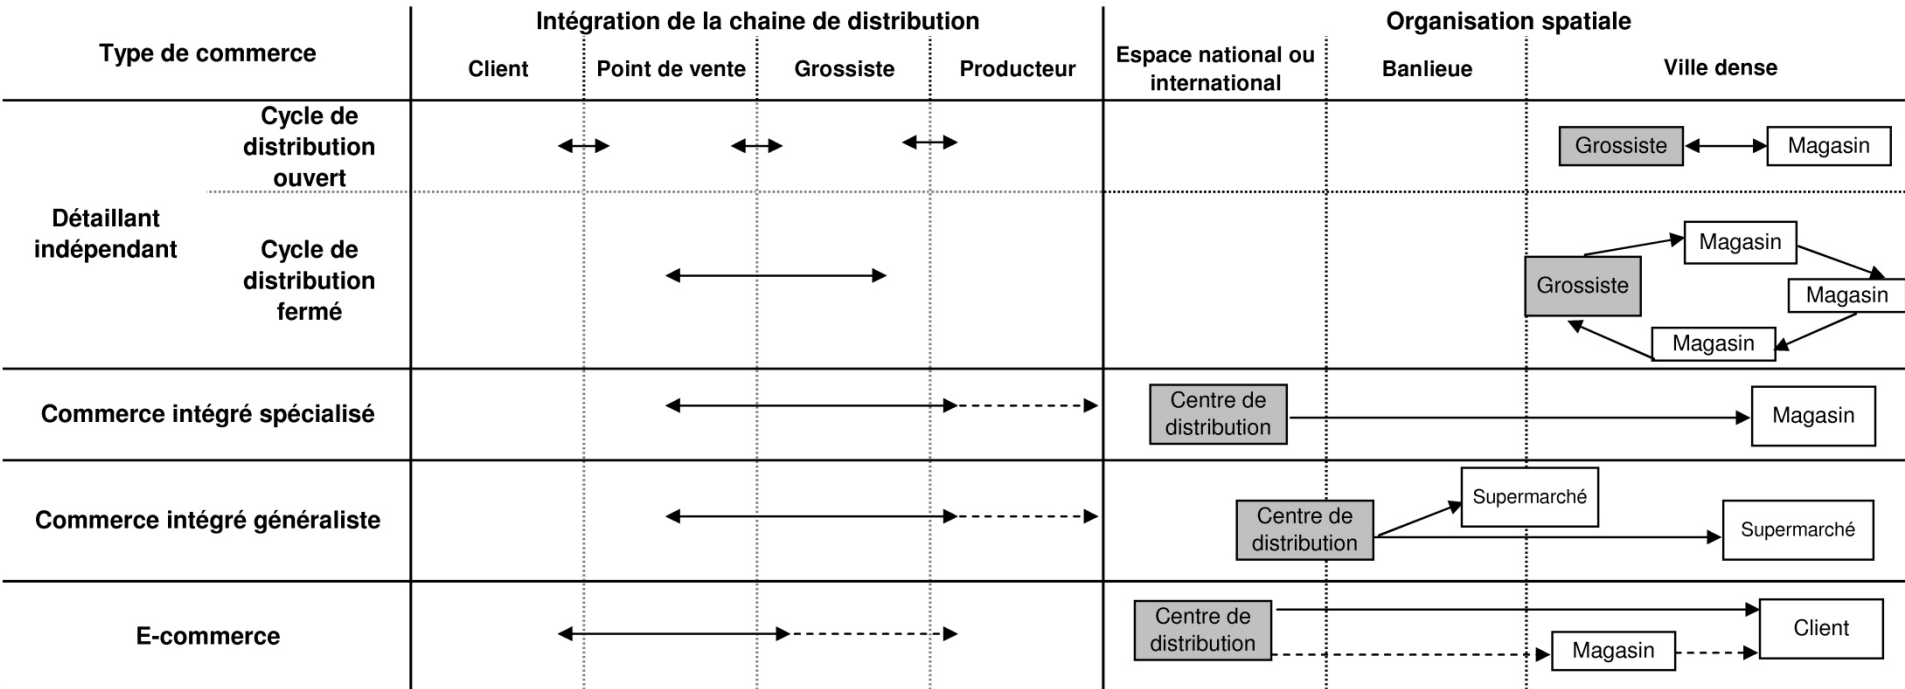 Type de commerce
Intégration de la chaine de distribution
Organisation spatiale
Client
Point de vente
Grossiste
Producteur
Espace national ou
international
Banlieue
Ville dense
Détaillant
indépendant
Cycle de
distribution
ouvert
Grossiste
Magasin
Cycle de
distribution
fermé
Grossiste
Magasin
Magasin
Magasin
Commerce intégré spécialisé
Centre de
distribution
Magasin
Commerce intégré généraliste
Centre de
distribution
Supermarché
Supermarché
E-commerce
Centre de
distribution
Magasin
Client